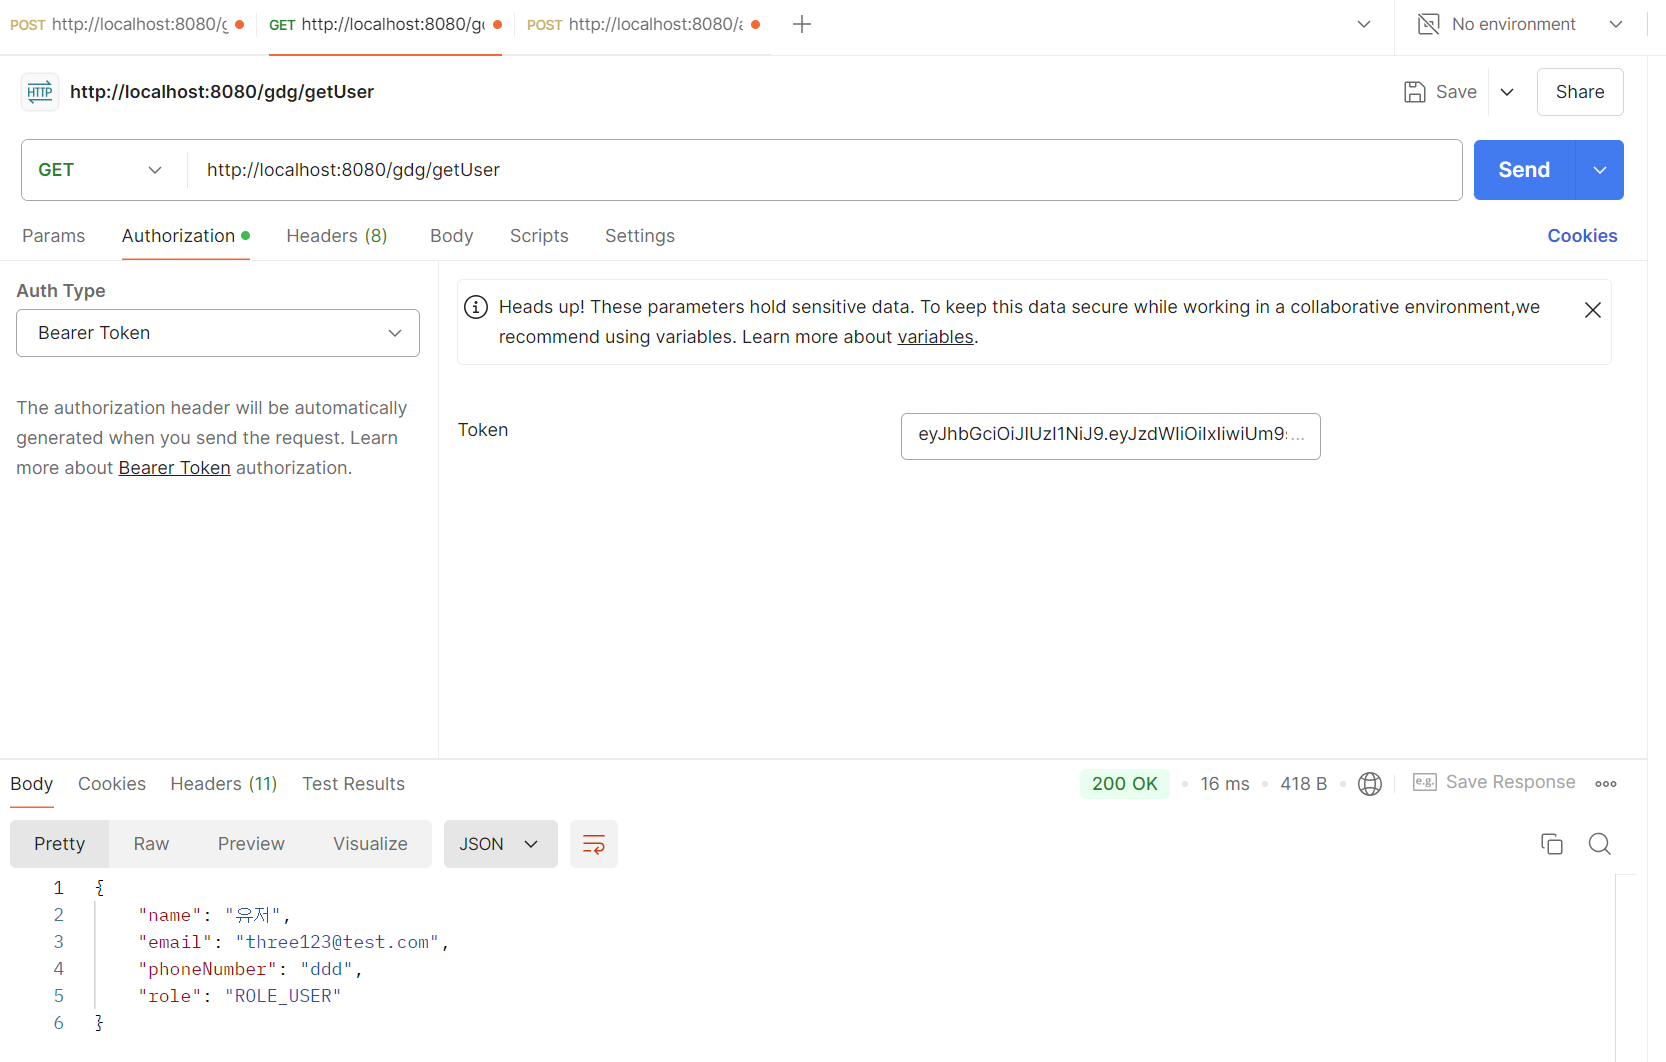 POST http://localhost:8080/g
GET http://localhost:8080/g
POST http://localhost:8080/a
No environment
HTTP http://localhost:8080/gdg/getUser
Save
Share
GET
http://localhost:8080/gdg/getUser
Send
Params
Authorization
Headers (8)
Body
Scripts
Settings
Cookies
Auth Type
Bearer Token
The authorization header will be automatically
generated when you send the request. Learn
more about Bearer Token authorization.
Heads up! These parameters hold sensitive data. To keep this data secure while working in a collaborative environment,we
recommend using variables. Learn more about variables.
Token
eyJhbGciOiJIUzI1NiJ9.eyJzdWIiOiIxIiwiUm9...
Body
Cookies
Headers (11)
Test Results
200 OK
16 ms
418 B
e.g. Save Response
Pretty
Raw
Preview
Visualize
JSON
1 {
2 "name": "유저",
3 "email": "three123@test.com",
4 "phoneNumber": "ddd",
5 "role": "ROLE_USER"
6 }